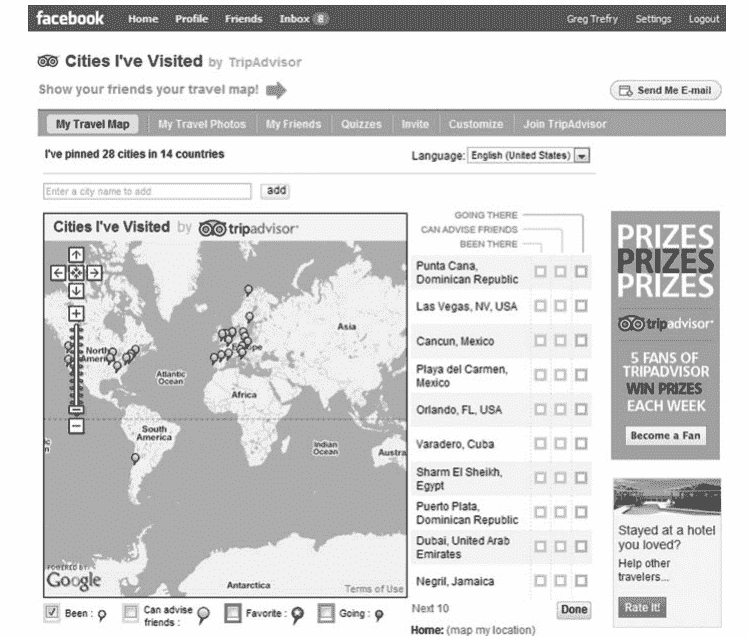 facebook Home Profile Friends Inbox 8 Greg Trefry Settings Logout
Cities I've Visited by TripAdvisor
Show your friends your travel map!
Send Me E-mail
My Travel Map My Travel Photos My Friends Quizzes Invite Customize Join TripAdvisor
I've pinned 28 cities in 14 countries
Language: English (United States)
Enter a city name to add add
Cities I've Visited by tripadvisor
North
America
Atlantic
Ocean
Europe
Asia
Africa
South
America
Indian
Ocean
Austra
Antarctica
POWERED BY
Google
Terms of Use
Been :
Can advise
friends :
Favorite :
Going :
GOING THERE
CAN ADVISE FRIENDS
BEEN THERE
Punta Cana,
Dominican Republic
Las Vegas, NV, USA
Cancun, Mexico
Playa del Carmen,
Mexico
Orlando, FL, USA
Varadero, Cuba
Sharm El Sheikh,
Egypt
Puerto Plata,
Dominican Republic
Dubai, United Arab
Emirates
Negril, Jamaica
Next 10
Done
Home: (map my location)
PRIZES
PRIZES
PRIZES
tripadvisor
5 FANS OF
TRIPADVISOR
WIN PRIZES
EACH WEEK
Become a Fan
Stayed at a hotel
you loved?
Help other
travelers...
Rate It!